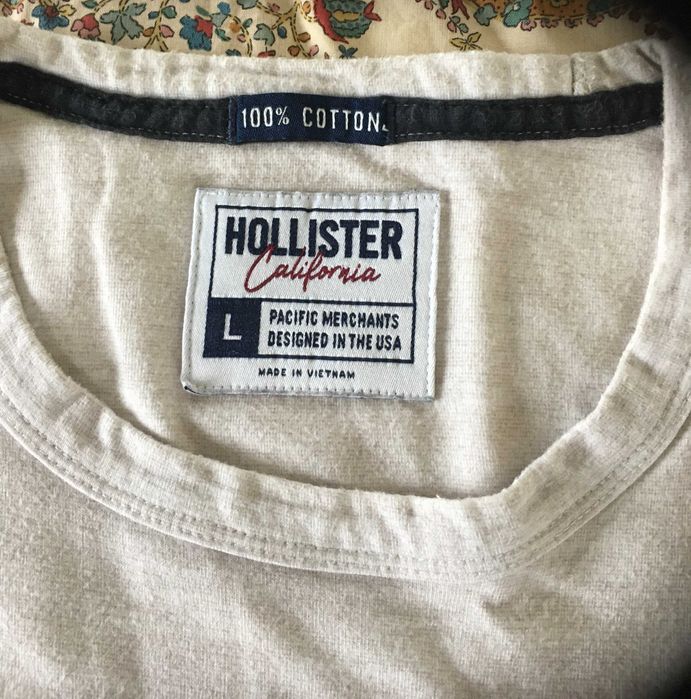 100% COTTON
HOLLISTER
California
L
PACIFIC MERCHANTS
DESIGNED IN THE USA
MADE IN VIETNAM